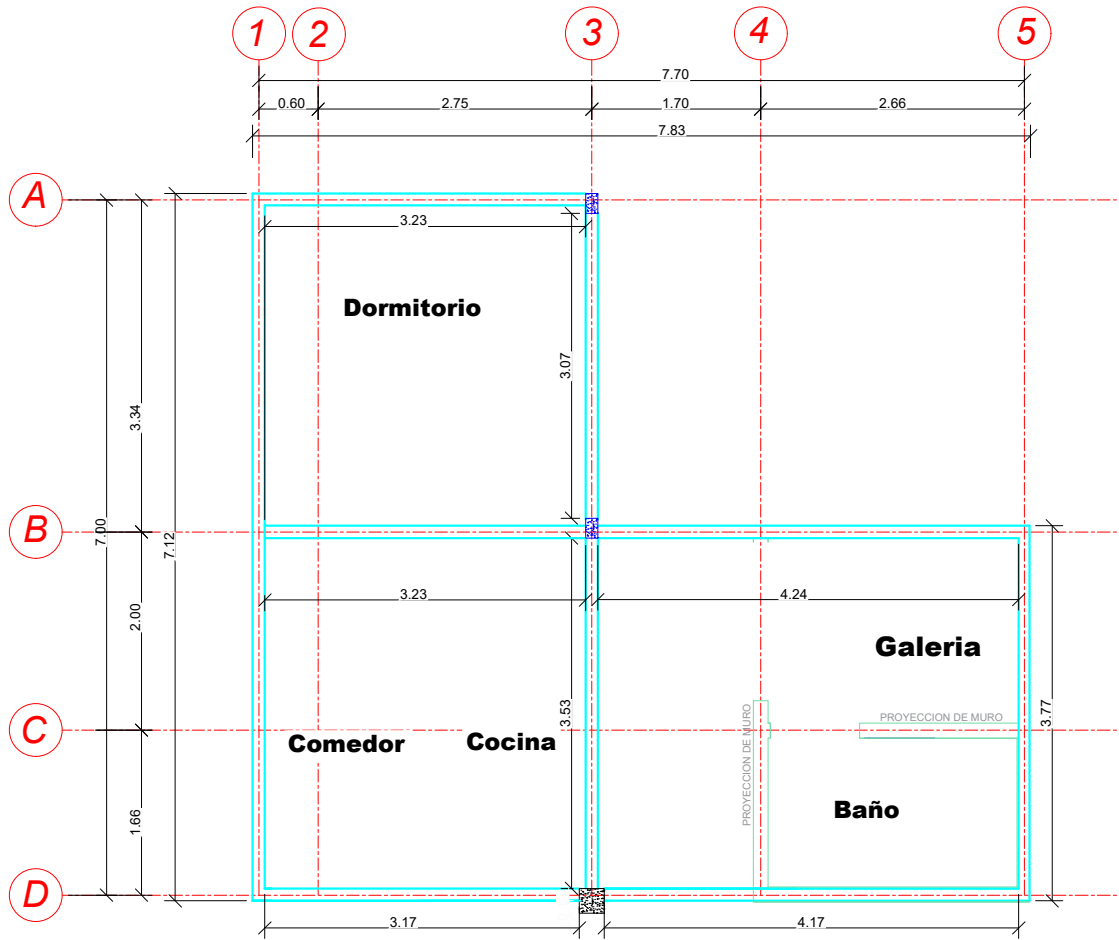 1 2 3 4 5
7.70
0.60 2.75 1.70 2.66
7.83
A
3.23
Dormitorio
3.07
3.34
7.00
7.12
B
3.23 4.24
2.00
Galeria
3.53
3.77
PROYECCION DE MURO
PROYECCION DE MURO
C
Comedor Cocina
Baño
1.66
D
3.17 4.17